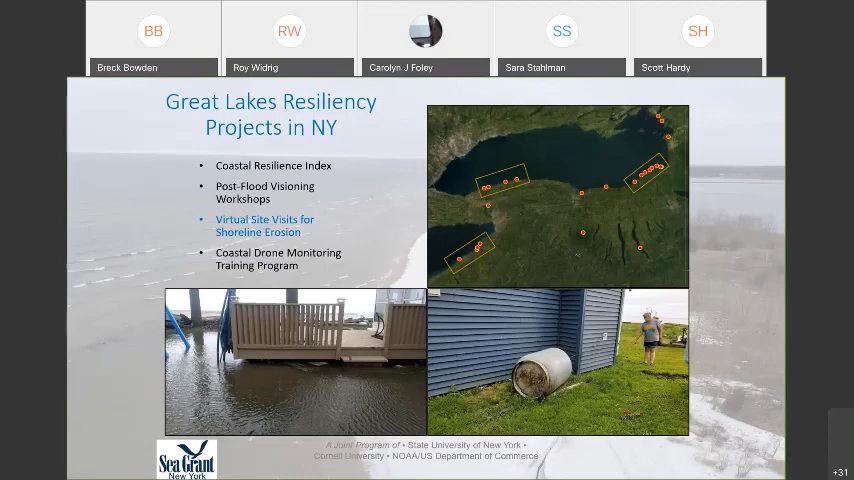 BB
RW
SS
SH
Breck Bowden
Roy Widrig
Carolyn J Foley
Sara Stahlman
Scott Hardy
Great Lakes Resiliency
Projects in NY
• Coastal Resilience Index
• Post-Flood Visioning
Workshops
• Virtual Site Visits for
Shoreline Erosion
• Coastal Drone Monitoring
Training Program
Sea Grant
New York
A Joint Program of • State University of New York •
Cornell University • NOAA/US Department of Commerce
+31